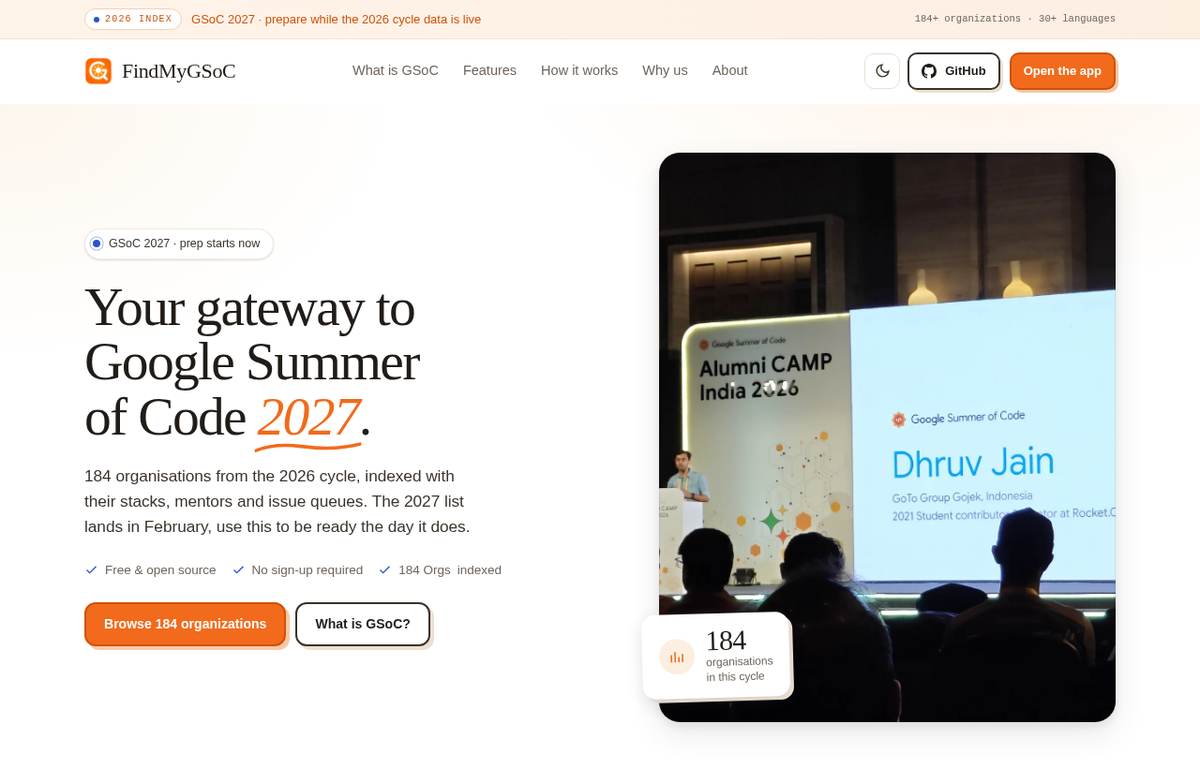 2026 INDEX GSoC 2027 · prepare while the 2026 cycle data is live 184+ organizations · 30+ languages
FindMyGSoC What is GSoC Features How it works Why us About GitHub Open the app
GSoC 2027 · prep starts now
Your gateway to
Google Summer
of Code 2027.
184 organisations from the 2026 cycle, indexed with
their stacks, mentors and issue queues. The 2027 list
lands in February, use this to be ready the day it does.
Free & open source No sign-up required 184 Orgs indexed
Browse 184 organizations What is GSoC?
Google Summer of Code
Alumni CAMP
India 2026
Google Summer of Code
Dhruv Jain
GoTo Group Gojek, Indonesia
2021 Student contributor at Rocket.C
CAMP
2026
184
organisations
in this cycle